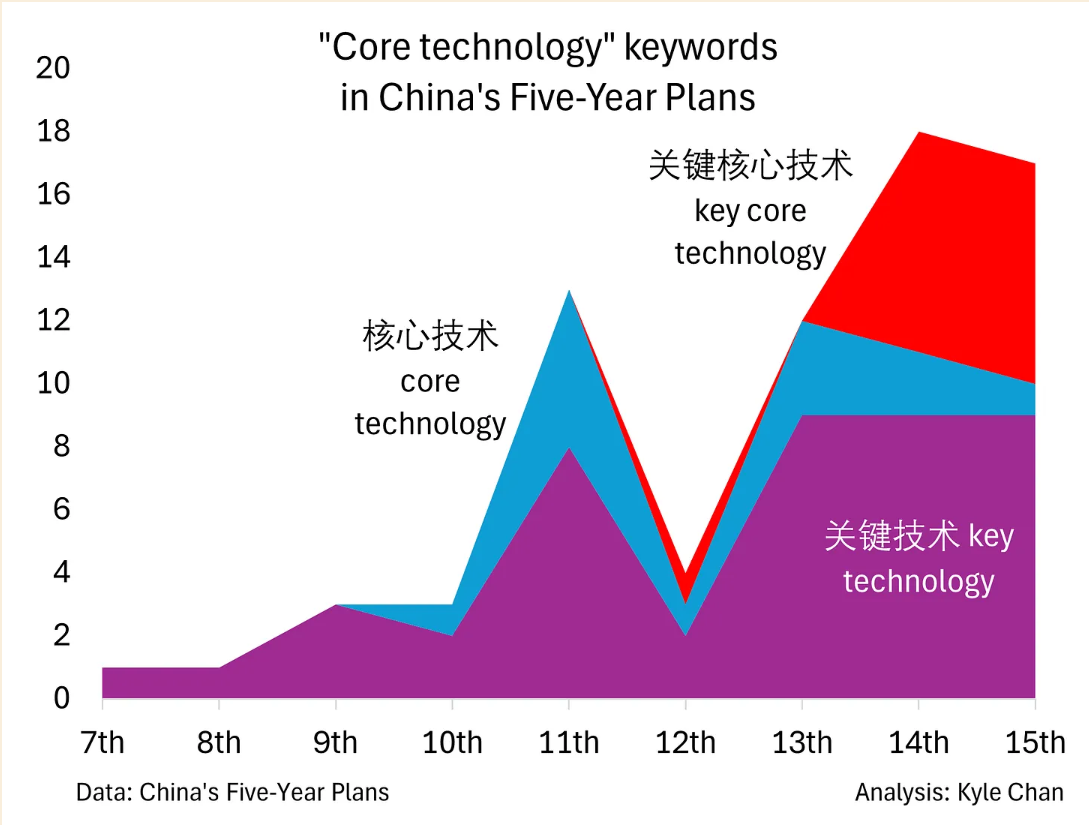 "Core technology" keywords
in China's Five-Year Plans
20
18
16
14
12
10
8
6
4
2
0
关键核心技术
key core
technology
核心技术
core
technology
关键技术 key
technology
7th 8th 9th 10th 11th 12th 13th 14th 15th
Data: China's Five-Year Plans
Analysis: Kyle Chan